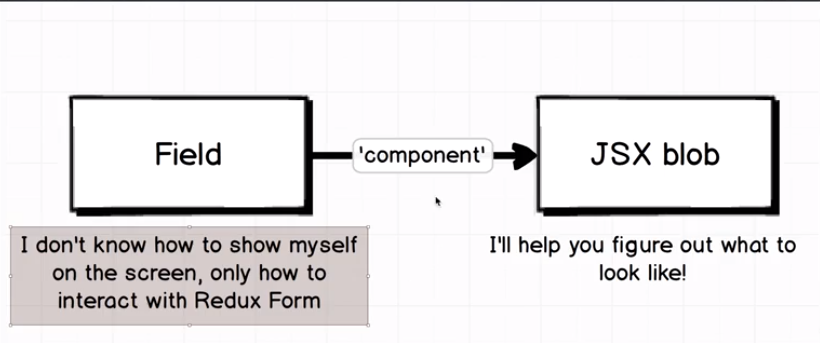 Field
'component'
JSX blob
I don't know how to show myself
on the screen, only how to
interact with Redux Form
I'll help you figure out what to
look like!